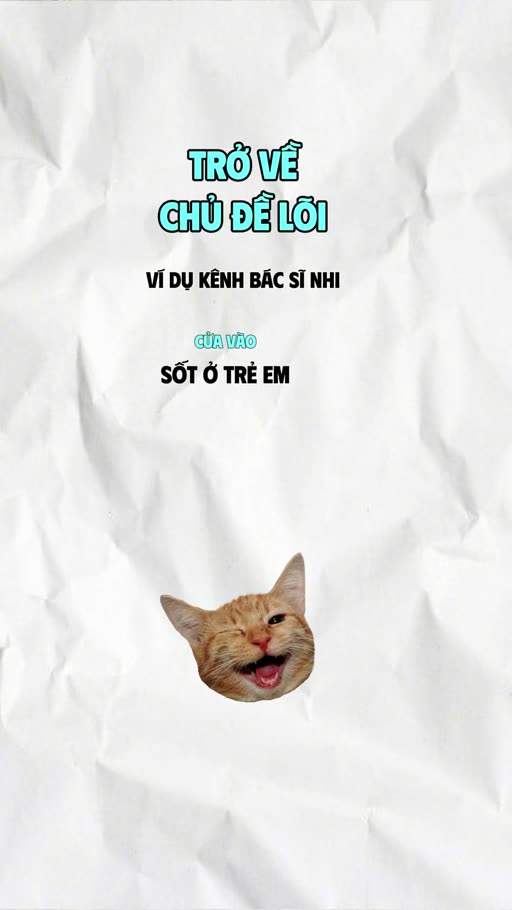 TRỞ VỀ
CHỦ ĐỀ LÕI
VÍ DỤ KÊNH BÁC SĨ NHI
CỬA VÀO
SỐT Ở TRẺ EM